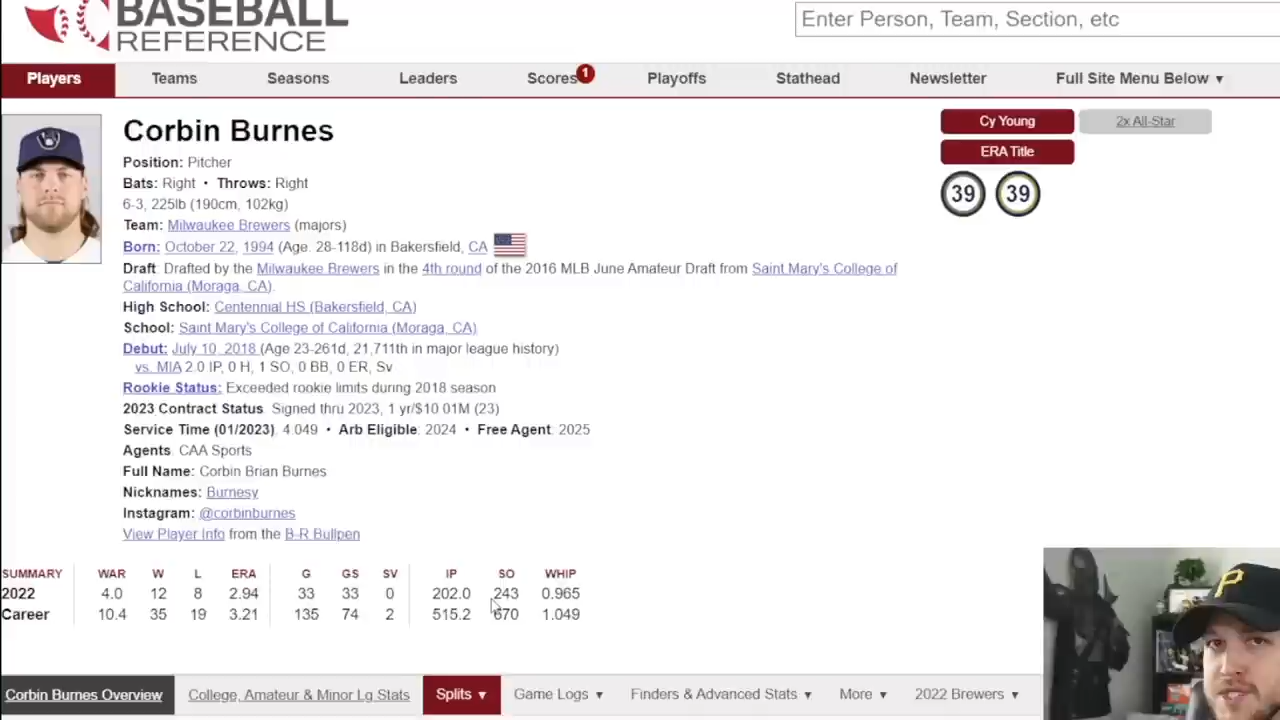 BASEBALL
REFERENCE
Enter Person, Team, Section, etc
Players Teams Seasons Leaders Scores 1 Playoffs Stathead Newsletter Full Site Menu Below ▼
Corbin Burnes
Cy Young 2x All-Star
ERA Title
39 39
Position: Pitcher
Bats: Right • Throws: Right
6-3, 225lb (190cm, 102kg)
Team: Milwaukee Brewers (majors)
Born: October 22, 1994 (Age. 28-118d) in Bakersfield, CA
Draft Drafted by the Milwaukee Brewers in the 4th round of the 2016 MLB June Amateur Draft from Saint Mary's College of
California (Moraga, CA).
High School: Centennial HS (Bakersfield, CA)
School: Saint Mary's College of California (Moraga, CA)
Debut: July 10, 2018 (Age 23-261d, 21,711th in major league history)
vs. MIA 2.0 IP, 0 H, 1 SO, 0 BB, 0 ER, Sv
Rookie Status: Exceeded rookie limits during 2018 season
2023 Contract Status Signed thru 2023, 1 yr/$10 01M (23)
Service Time (01/2023). 4.049 • Arb Eligible: 2024 • Free Agent: 2025
Agents CAA Sports
Full Name: Corbin Brian Burnes
Nicknames: Burnesy
Instagram: @corbinburnes
View Player Info from the B-R Bullpen
SUMMARY WAR W L ERA G GS SV IP SO WHIP
2022 4.0 12 8 2.94 33 33 0 202.0 243 0.965
Career 10.4 35 19 3.21 135 74 2 515.2 670 1.049
Corbin Burnes Overview College, Amateur & Minor Lg Stats Splits ▼ Game Logs ▼ Finders & Advanced Stats ▼ More ▼ 2022 Brewers ▼
P